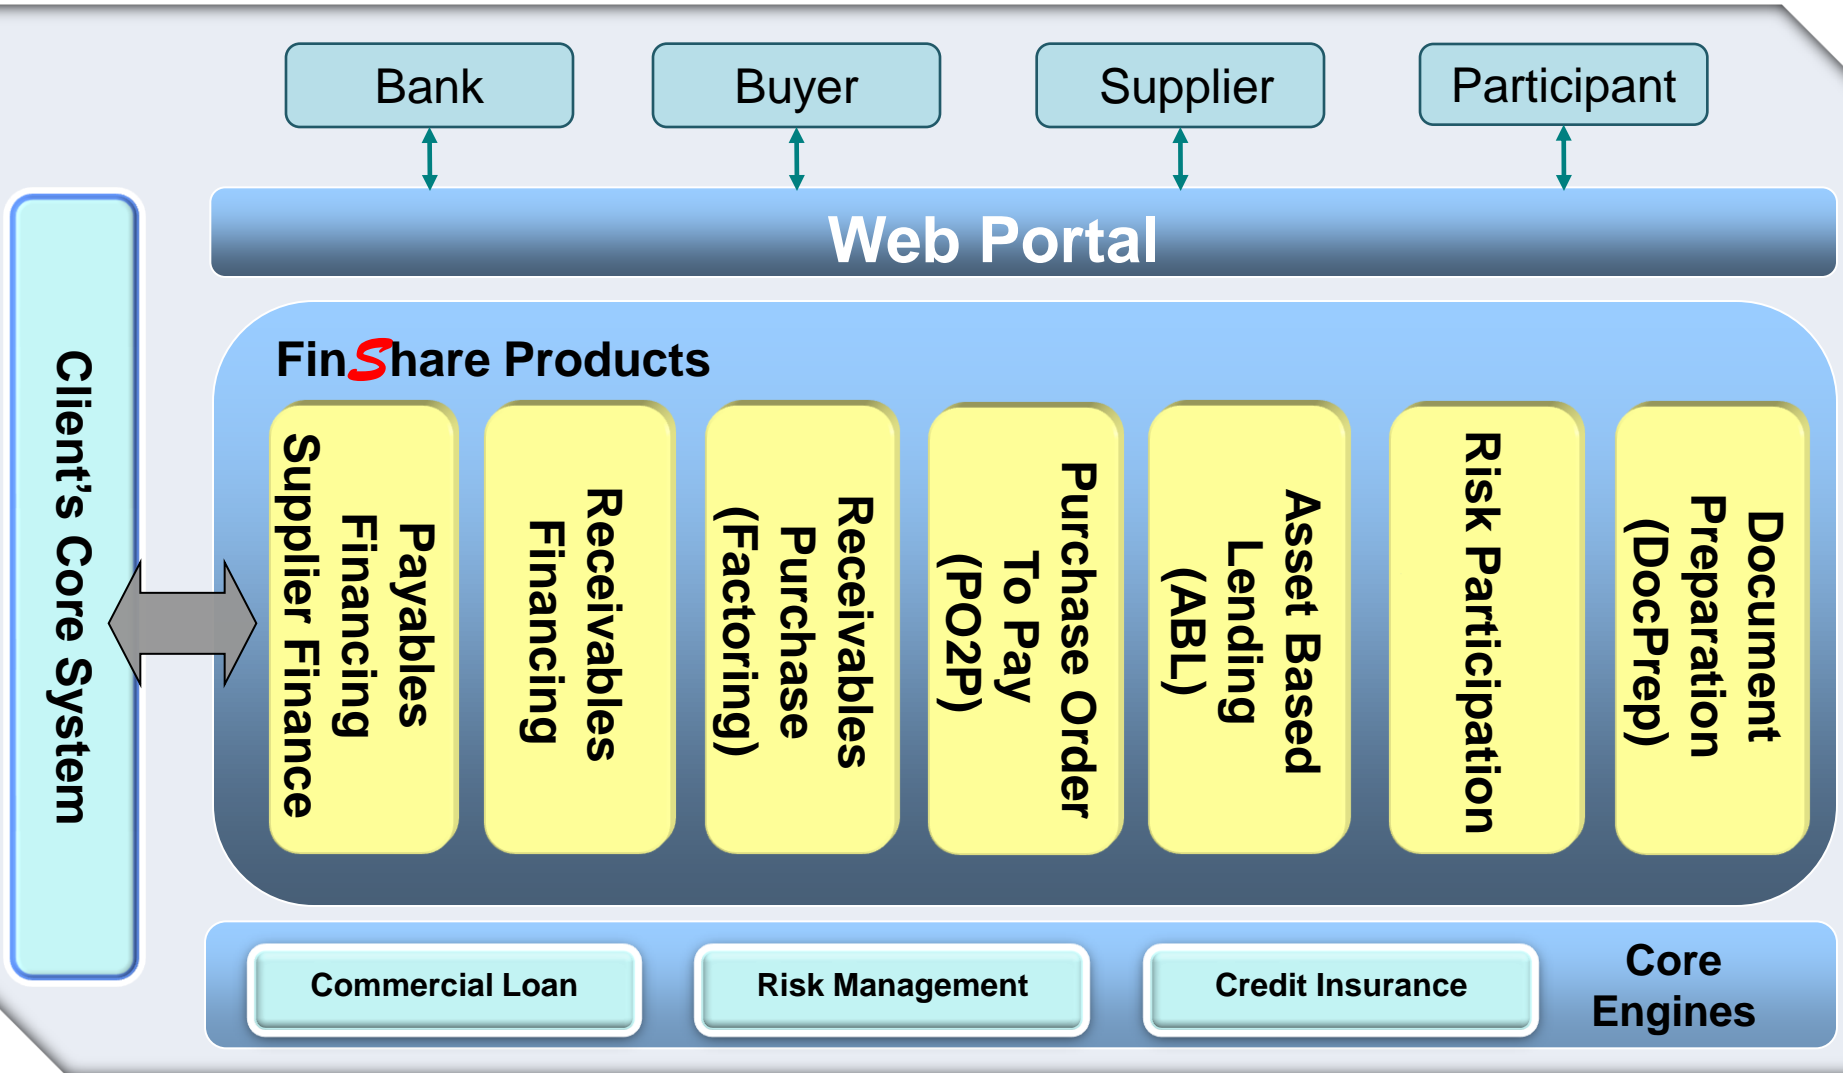 Bank
Buyer
Supplier
Participant
Web Portal
Client's Core System
FinShare Products
Payables
Financing
Supplier Finance
Receivables
Financing
Receivables
Purchase
(Factoring)
Purchase Order
To Pay
(PO2P)
Asset Based
Lending
(ABL)
Risk Participation
Document
Preparation
(DocPrep)
Commercial Loan
Risk Management
Credit Insurance
Core
Engines